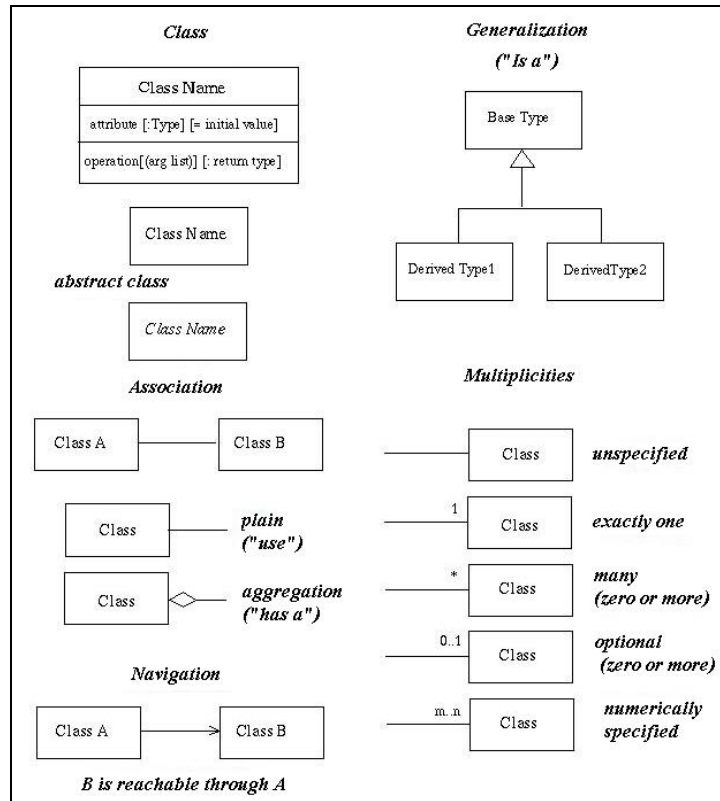 Class
Class Name
attribute [:Type] [= initial value]
operation[(arg list)] [: return type]
Class Name
abstract class
Class Name
Association
Class A
Class B
Class
plain
("use")
Class
aggregation
("has a")
Navigation
Class A
Class B
B is reachable through A
Generalization
("Is a")
Base Type
Derived Type1
DerivedType2
Multiplicities
Class
unspecified
1
Class
exactly one
*
Class
many
(zero or more)
0..1
Class
optional
(zero or more)
m..n
Class
numerically
specified